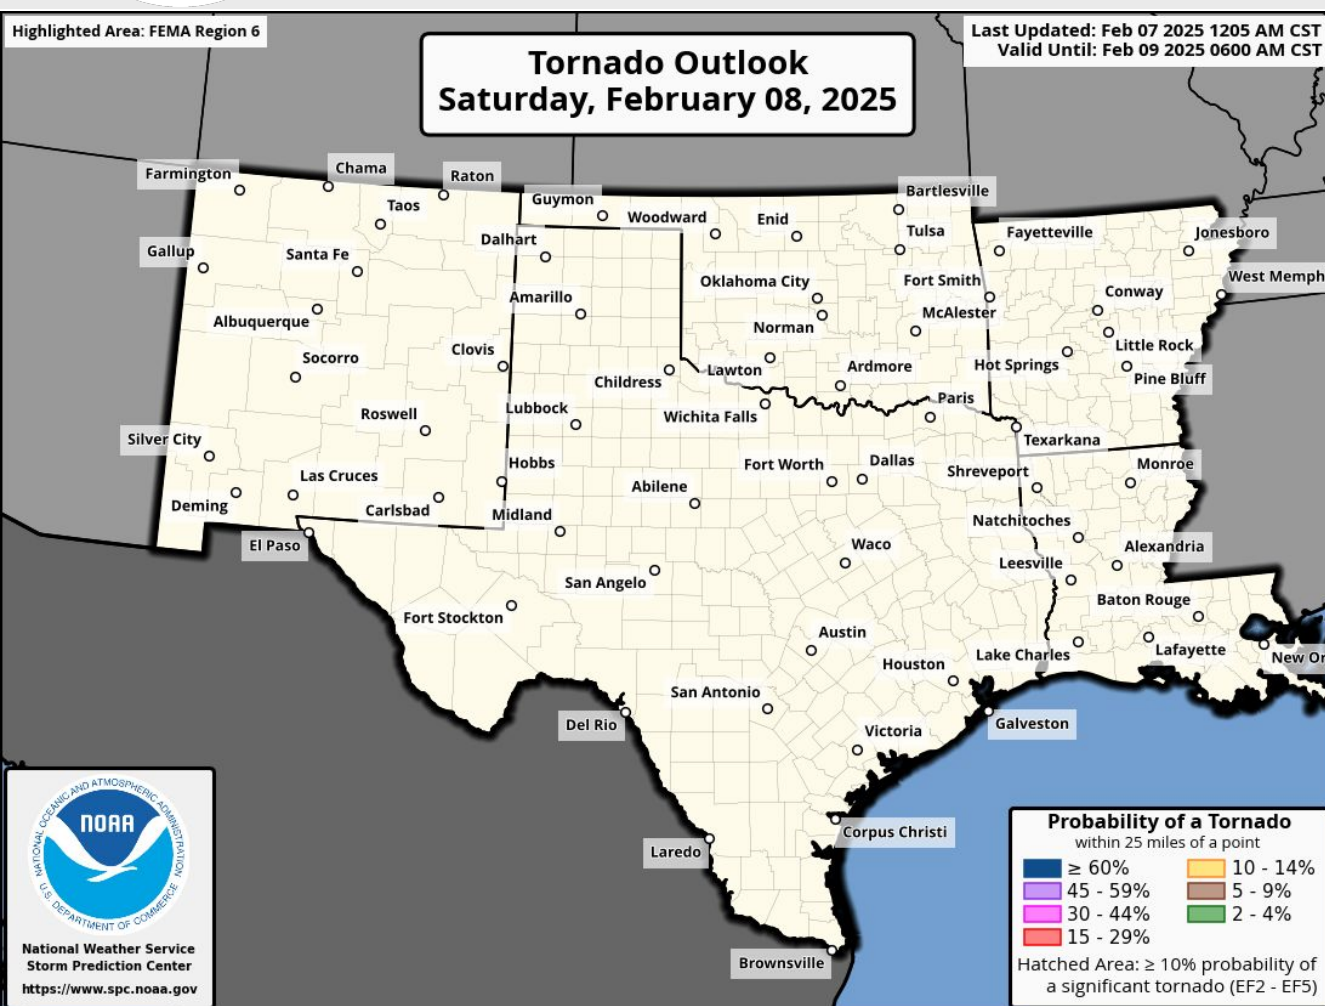 Highlighted Area: FEMA Region 6
Last Updated: Feb 07 2025 1205 AM CST
Valid Until: Feb 09 2025 0600 AM CST
Tornado Outlook
Saturday, February 08, 2025
Farmington
Chama
Raton
Taos
Guymon
Woodward
Enid
Bartlesville
Tulsa
Fayetteville
Jonesboro
Gallup
Santa Fe
Dalhart
Oklahoma City
Fort Smith
Conway
West Memph
Albuquerque
Amarillo
Norman
McAlester
Little Rock
Socorro
Clovis
Childress
Lawton
Ardmore
Hot Springs
Pine Bluff
Roswell
Lubbock
Wichita Falls
Paris
Silver City
Texarkana
Las Cruces
Hobbs
Abilene
Fort Worth
Dallas
Shreveport
Monroe
Deming
Carlsbad
Midland
Natchitoches
El Paso
Waco
Alexandria
San Angelo
Leesville
Fort Stockton
Baton Rouge
Austin
Houston
Lake Charles
Lafayette
New Or
San Antonio
Del Rio
Victoria
Galveston
Laredo
Corpus Christi
Brownsville
NATIONAL OCEANIC AND ATMOSPHERIC ADMINISTRATION
NOAA
U.S. DEPARTMENT OF COMMERCE
National Weather Service
Storm Prediction Center
https://www.spc.noaa.gov
Probability of a Tornado
within 25 miles of a point
≥ 60%
45 - 59%
30 - 44%
15 - 29%
10 - 14%
5 - 9%
2 - 4%
Hatched Area: ≥ 10% probability of
a significant tornado (EF2 - EF5)